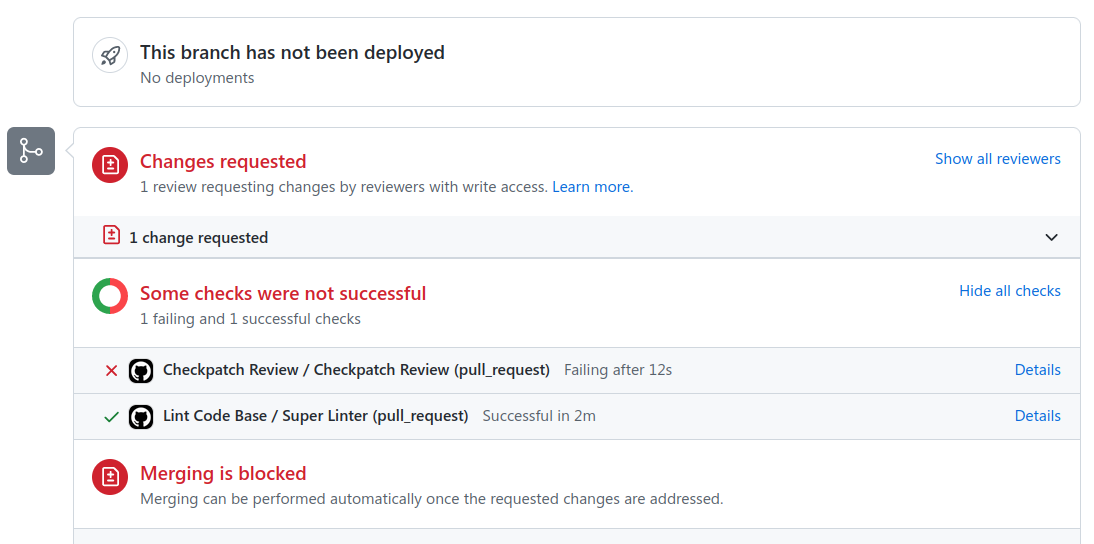 This branch has not been deployed
No deployments
Changes requested
Show all reviewers
1 review requesting changes by reviewers with write access. Learn more.
1 change requested
Some checks were not successful
Hide all checks
1 failing and 1 successful checks
Checkpatch Review / Checkpatch Review (pull_request) Failing after 12s Details
Lint Code Base / Super Linter (pull_request) Successful in 2m Details
Merging is blocked
Merging can be performed automatically once the requested changes are addressed.